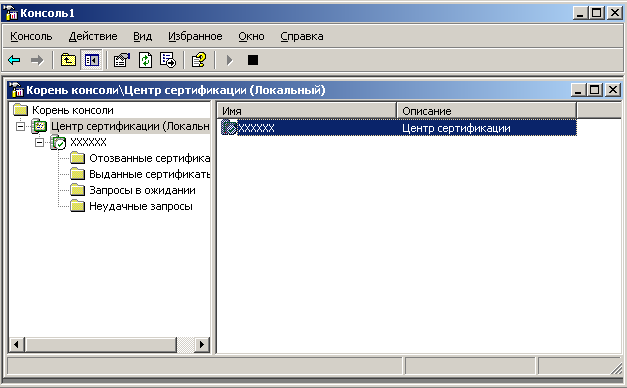 Консоль1
Консоль Действие Вид Избранное Окно Справка
Корень консоли\Центр сертификации (Локальный)
Корень консоли
Центр сертификации (Локальн
XXXXXX
Отозванные сертифика
Выданные сертификать
Запросы в ожидании
Неудачные запросы
Имя Описание
XXXXXX Центр сертификации